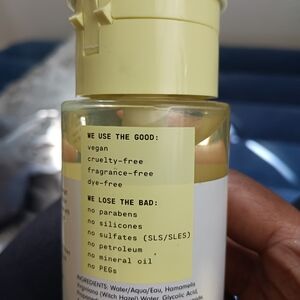 WE USE THE GOOD:
vegan
cruelty-free
fragrance-free
dye-free
WE LOSE THE BAD:
no parabens
no silicones
no sulfates (SLS/SLES)
no petroleum
no mineral oil
no PEGs
INGREDIENTS: Water/Aqua/Eau, Hamamelis
(Witch Hazel) Water, Glycolic Acid,